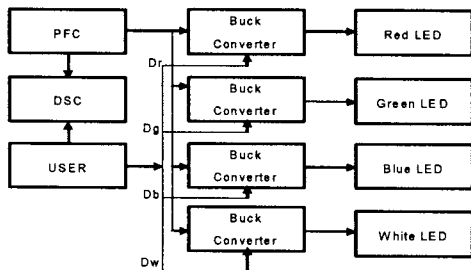 PFC
Buck
Converter
Red LED
Dr
DSC
Buck
Converter
Green LED
Dg
USER
Buck
Converter
Blue LED
Db
Buck
Converter
White LED
Dw